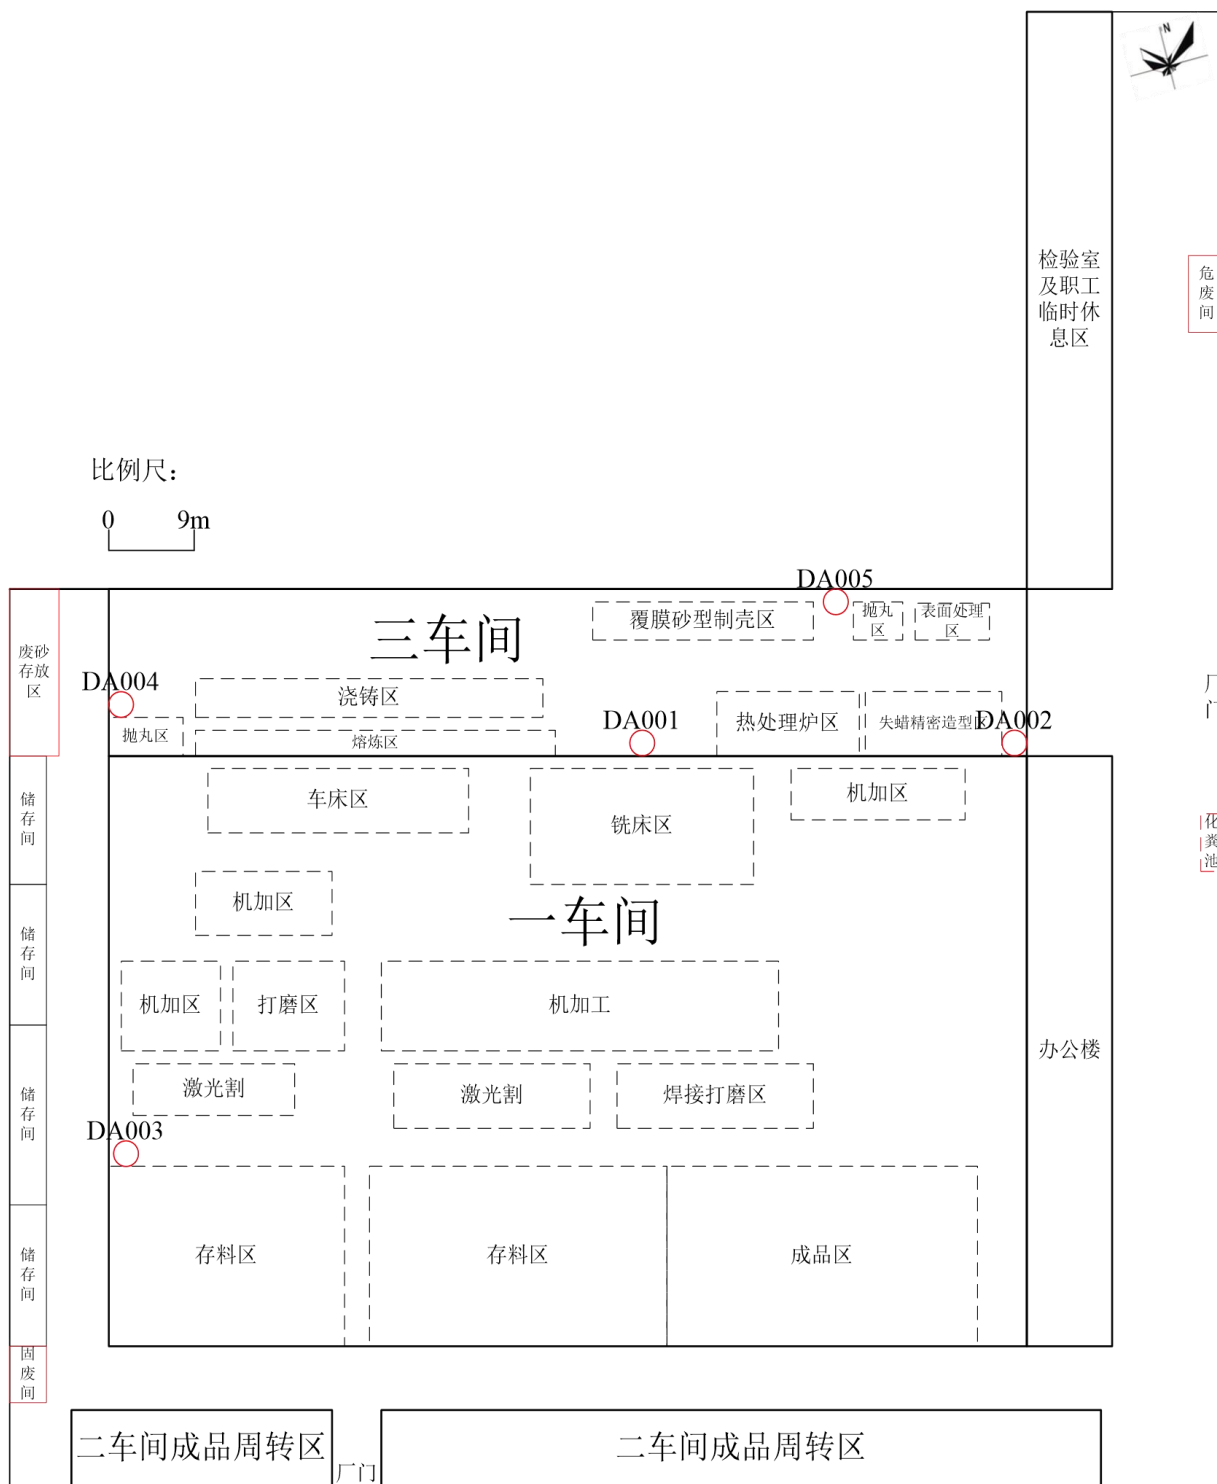 N
检验室
及职工
临时休
息区
危
废
间
比例尺：
0 9m
DA005
覆膜砂型制壳区
抛丸
区
表面处理
区
三车间
废砂
存放
区
DA004
浇铸区
DA001
热处理炉区
失蜡精密造型区
DA002
抛丸区
熔炼区
厂
门
储
存
间
车床区
铣床区
机加区
化
粪
池
机加区
一车间
储
存
间
机加区
打磨区
机加工
办公楼
激光割
激光割
焊接打磨区
储
存
间
DA003
存料区
存料区
成品区
储
存
间
固
废
间
二车间成品周转区
厂门
二车间成品周转区